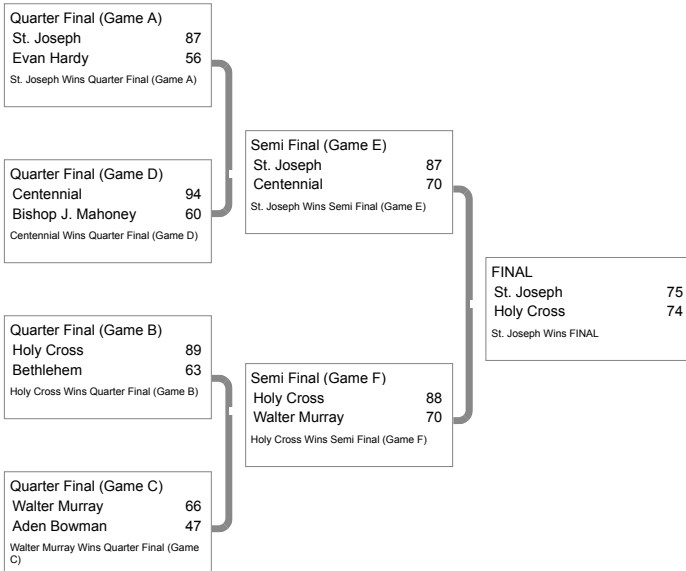 Quarter Final (Game A)
St. Joseph 87
Evan Hardy 56
St. Joseph Wins Quarter Final (Game A)
Quarter Final (Game D)
Centennial 94
Bishop J. Mahoney 60
Centennial Wins Quarter Final (Game D)
Quarter Final (Game B)
Holy Cross 89
Bethlehem 63
Holy Cross Wins Quarter Final (Game B)
Quarter Final (Game C)
Walter Murray 66
Aden Bowman 47
Walter Murray Wins Quarter Final (Game
C)
Semi Final (Game E)
St. Joseph 87
Centennial 70
St. Joseph Wins Semi Final (Game E)
Semi Final (Game F)
Holy Cross 88
Walter Murray 70
Holy Cross Wins Semi Final (Game F)
FINAL
St. Joseph 75
Holy Cross 74
St. Joseph Wins FINAL